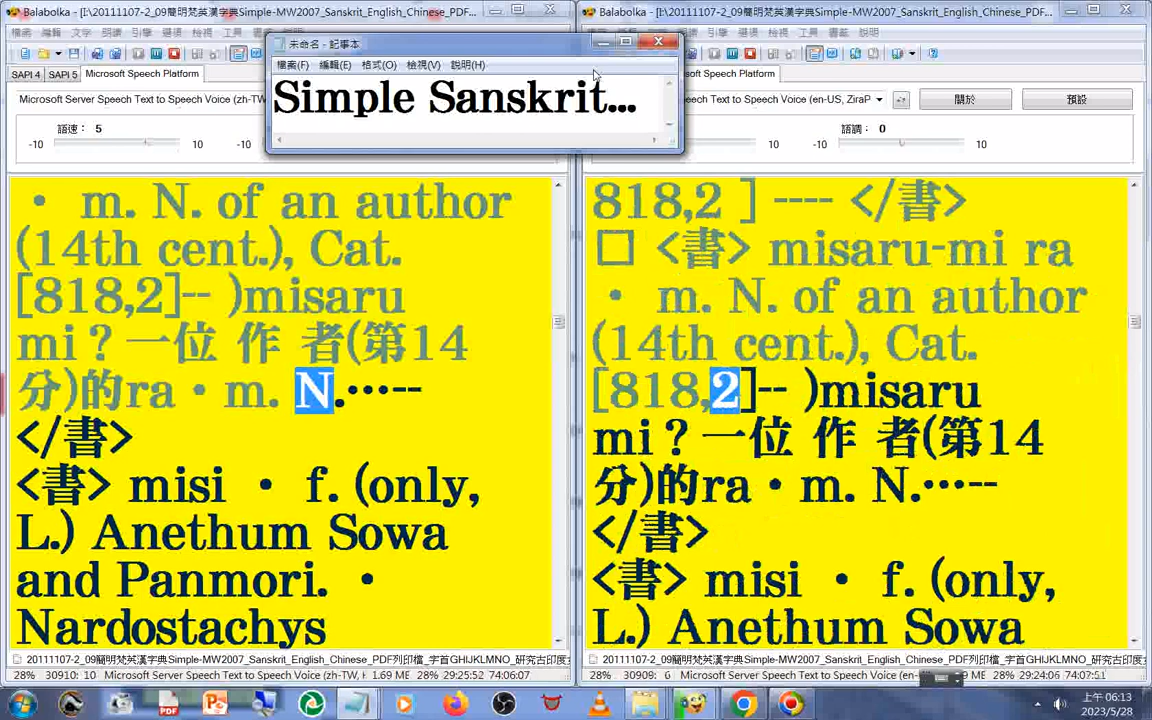 Balabolka - [I:\20111107-2_09簡明梵英漢字典Simple-MW2007_Sanskrit_English_Chinese_PDF...
SAPI 4 SAPI 5 Microsoft Speech Platform
Microsoft Server Speech Text to Speech Voice (zh-TW,
語速： 5
-10 10 -10
• m. N. of an author
(14th cent.), Cat.
[818,2]-- )misaru
mi？一位 作 者(第14
分)的ra•m. N.…--
</書>
<書> misi • f. (only,
L.) Anethum Sowa
and Panmori. •
Nardostachys
20111107-2_09簡明梵英漢字典Simple-MW2007_Sanskrit_English_Chinese_PDF列印檔_字首GHIJKLMNO_研究古印度
28% 30910: 10 Microsoft Server Speech Text to Speech Voice (zh-TW, H 1.69 MB 28% 29:25:52 74:06:07
未命名 - 記事本
檔案(F) 編輯(E) 格式(O) 檢視(V) 說明(H)
Simple Sanskrit...
Balabolka - [I:\20111107-2_09簡明梵英漢字典Simple-MW2007_Sanskrit_English_Chinese_PDF...
Speech Platform
peech Text to Speech Voice (en-US, ZiraP
關於
預設
語調： 0
10 -10 10
818,2 ] ---- </書>
□ <書> misaru-mi ra
• m. N. of an author
(14th cent.), Cat.
[818,2]-- )misaru
mi？一位 作 者(第14
分)的ra•m. N.…--
</書>
<書> misi • f. (only,
L.) Anethum Sowa
20111107-2_09簡明梵英漢字典Simple-MW2007_Sanskrit_English_Chinese_PDF列印檔_字首GHIJKLMNO_研究古印度
28% 30909: 6 Microsoft Server Speech Text to Speech Voice 28% 29:24:06 74:07:51
上午 06:13
2023/5/28